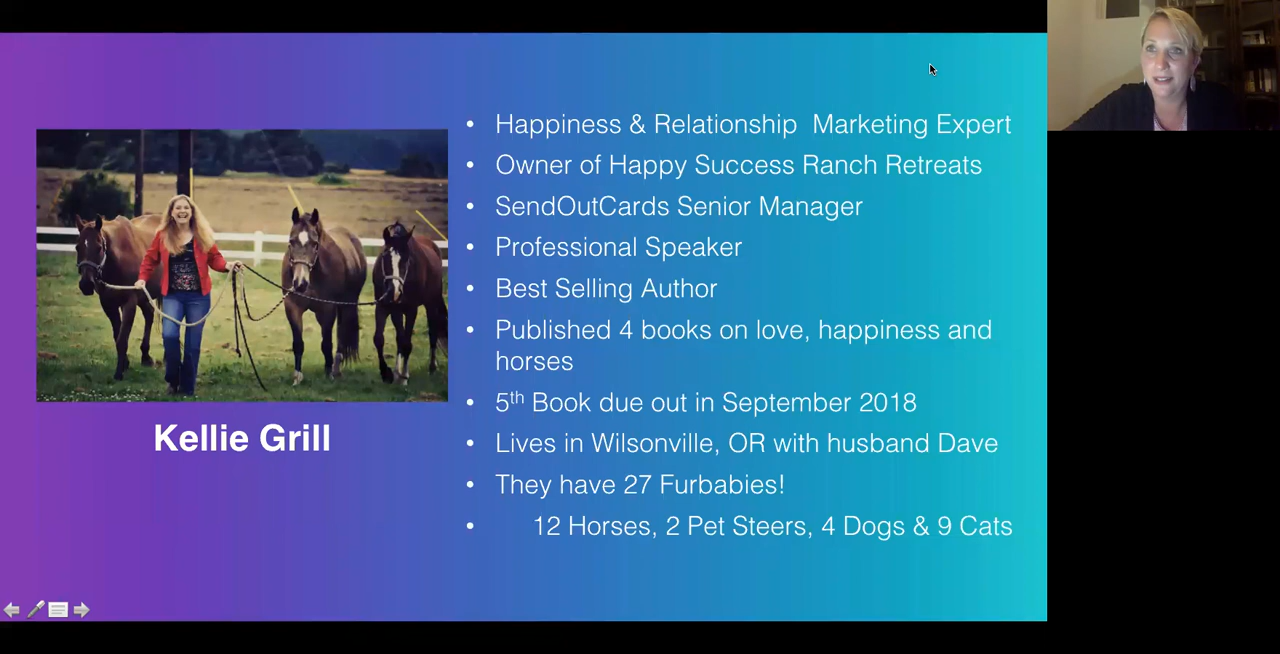 • Happiness & Relationship  Marketing Expert
• Owner of Happy Success Ranch Retreats
• SendOutCards Senior Manager
• Professional Speaker
• Best Selling Author
• Published 4 books on love, happiness and
horses
• 5th Book due out in September 2018
• Lives in Wilsonville, OR with husband Dave
• They have 27 Furbabies!
• 12 Horses, 2 Pet Steers, 4 Dogs & 9 Cats
Kellie Grill